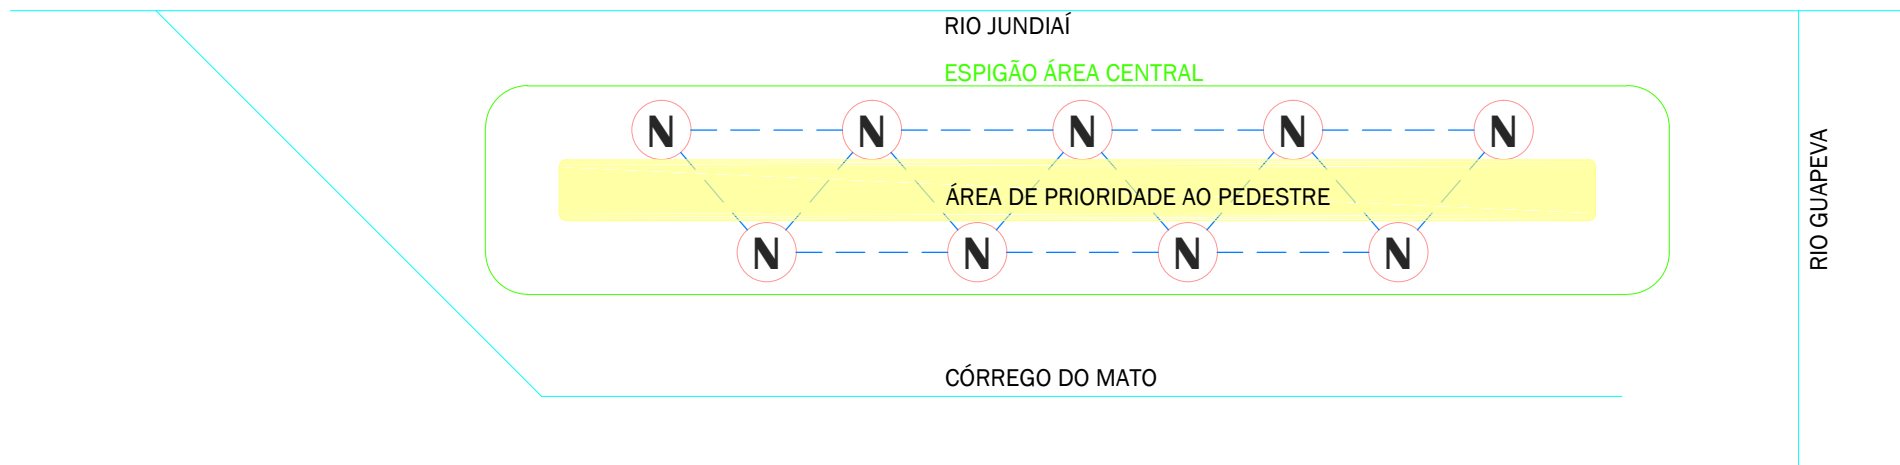 RIO JUNDIAÍ
ESPIGÃO ÁREA CENTRAL
N N N N N
ÁREA DE PRIORIDADE AO PEDESTRE
N N N N
RIO GUAPEVA
CÓRREGO DO MATO